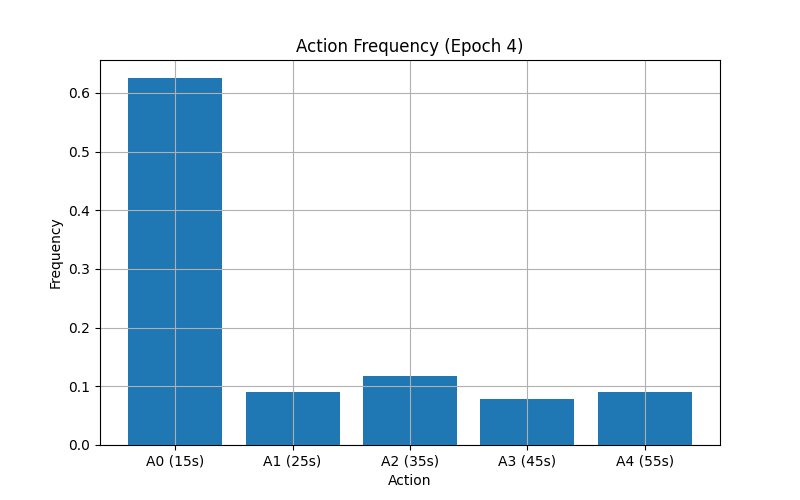 Action Frequency (Epoch 4)
Frequency
0.6
0.5
0.4
0.3
0.2
0.1
0.0
A0 (15s) A1 (25s) A2 (35s) A3 (45s) A4 (55s)
Action